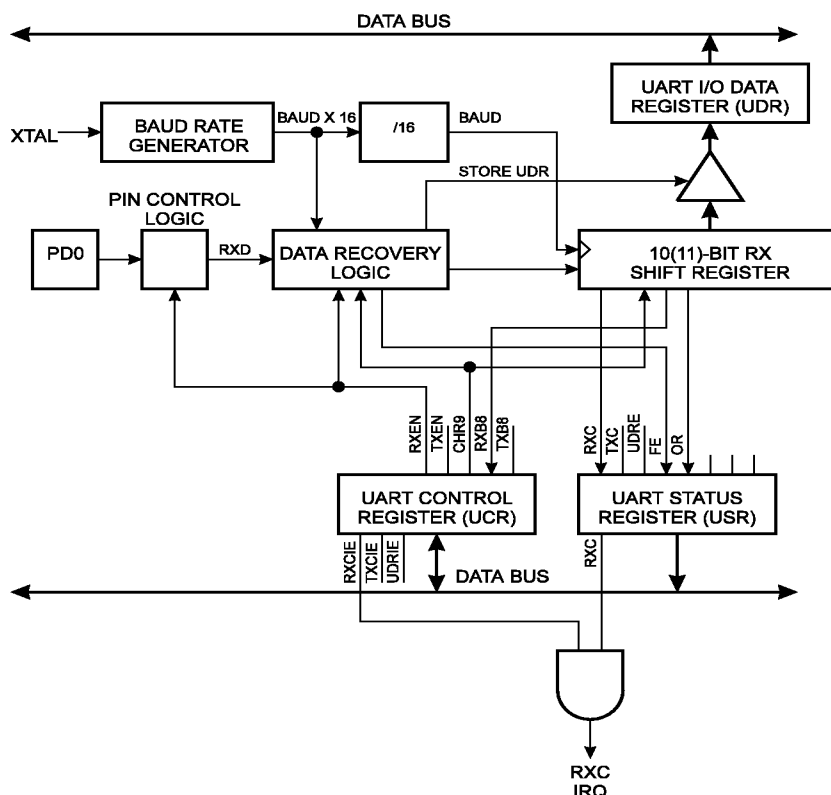 DATA BUS
UART I/O DATA
REGISTER (UDR)
XTAL
BAUD RATE
GENERATOR
BAUD X 16
/16
BAUD
STORE UDR
PIN CONTROL
LOGIC
PD0
RXD
DATA RECOVERY
LOGIC
10(11)-BIT RX
SHIFT REGISTER
RXEN
TXEN
CHR9
RXB8
TXB8
RXC
TXC
UDRE
FE
OR
UART CONTROL
REGISTER (UCR)
UART STATUS
REGISTER (USR)
RXCIE
TXCIE
UDRIE
RXC
DATA BUS
RXC
IRQ